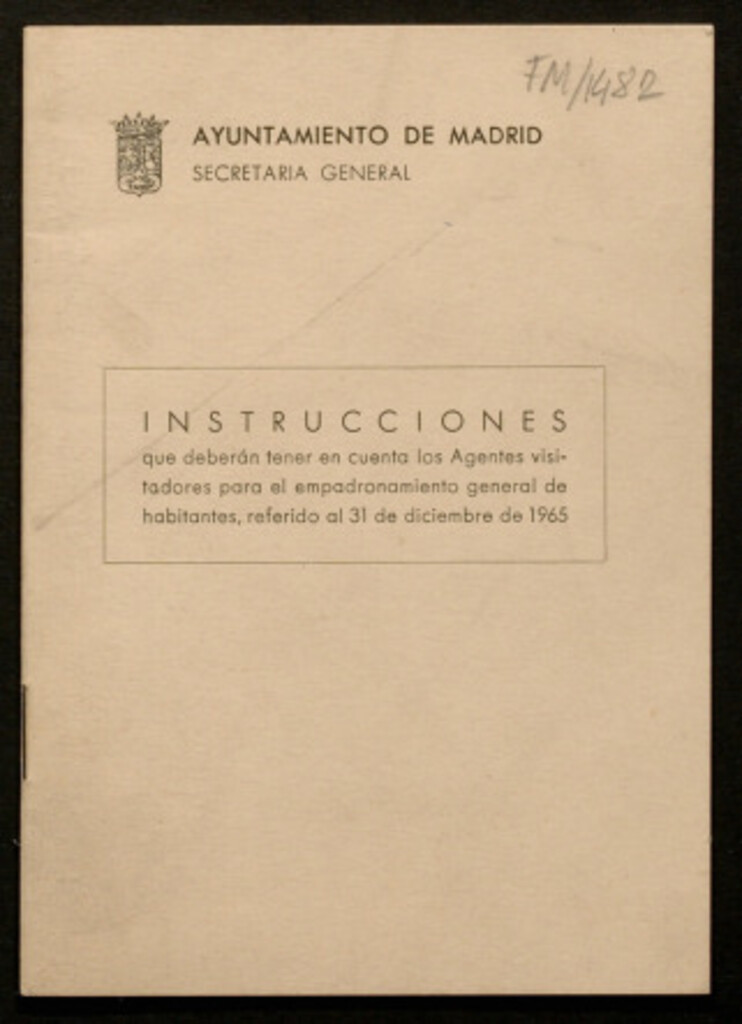 FM/1482
AYUNTAMIENTO DE MADRID
SECRETARIA GENERAL
INSTRUCCIONES
que deberán tener en cuenta los Agentes visi-
tadores para el empadronamiento general de
habitantes, referido al 31 de diciembre de 1965